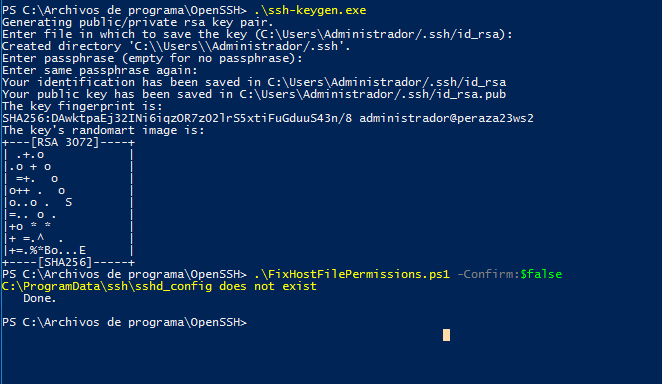 PS C:\Archivos de programa\OpenSSH> .\ssh-keygen.exe
Generating public/private rsa key pair.
Enter file in which to save the key (C:\Users\Administrador/.ssh/id_rsa):
Created directory 'C:\\Users\\Administrador/.ssh'.
Enter passphrase (empty for no passphrase):
Enter same passphrase again:
Your identification has been saved in C:\Users\Administrador/.ssh/id_rsa
Your public key has been saved in C:\Users\Administrador/.ssh/id_rsa.pub
The key fingerprint is:
SHA256:DAwktpaEj32INi6iqzOR7zO2lrS5xtiFuGduuS43n/8 administrador@peraza23ws2
The key's randomart image is:
+---[RSA 3072]----+
| .+.o            |
|.o + o           |
| =+.  o          |
|o++ .  o         |
|o..o .  S        |
|=.. o .          |
|+o * *           |
|+ =.^  .         |
|+=.%*Bo...E      |
+----[SHA256]-----+
PS C:\Archivos de programa\OpenSSH> .\FixHostFilePermissions.ps1 -Confirm:$false
C:\ProgramData\ssh\sshd_config does not exist
   Done.
PS C:\Archivos de programa\OpenSSH>